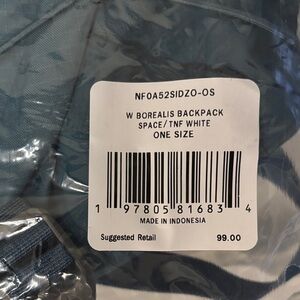 NF0A52SIDZO-OS
W BOREALIS BACKPACK
SPACE/TNF WHITE
ONE SIZE
1 97805 81683 4
MADE IN INDONESIA
Suggested Retail 99.00